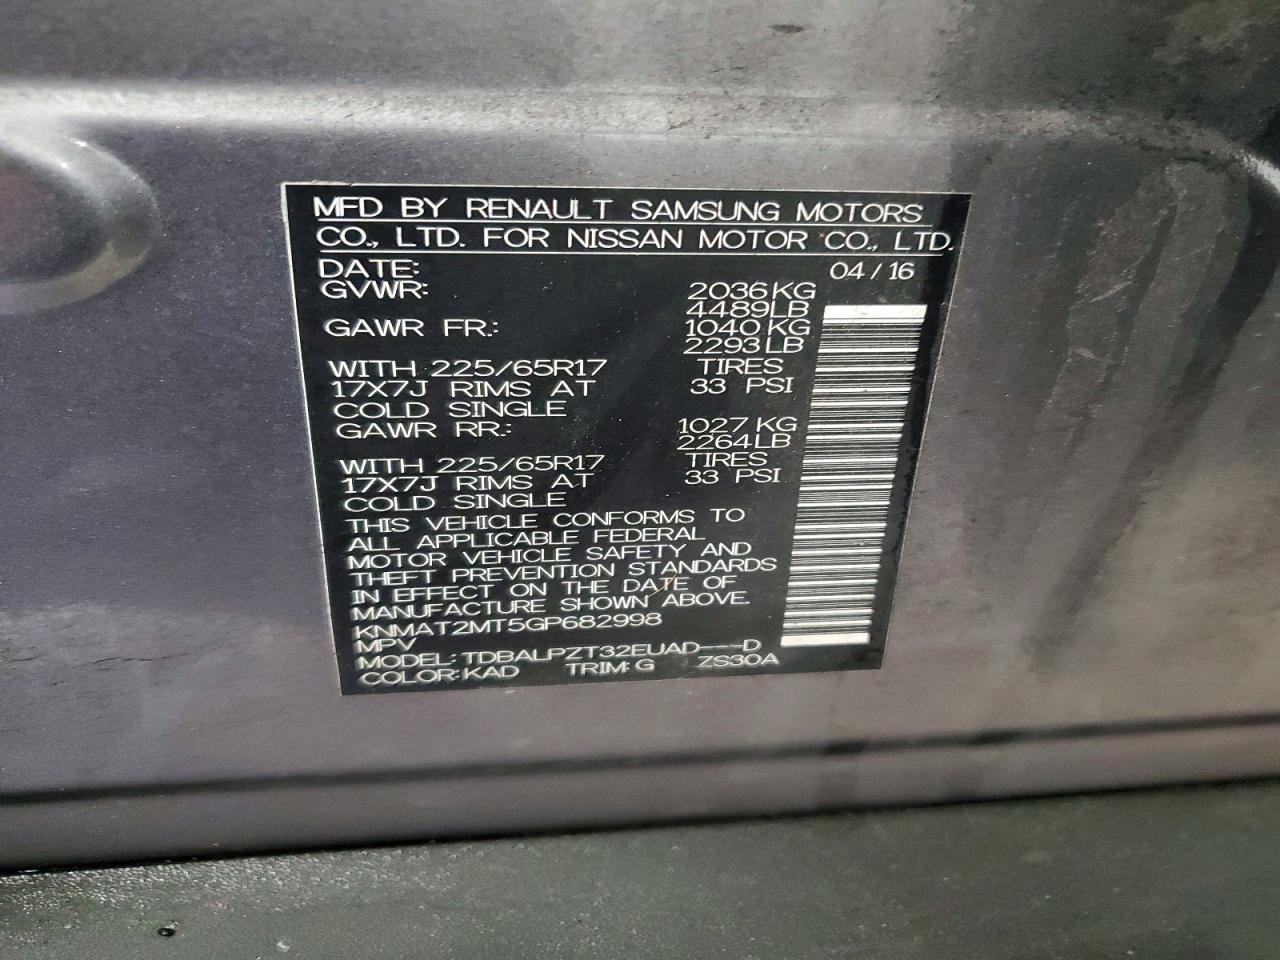 MFD BY RENAULT SAMSUNG MOTORS
CO., LTD. FOR NISSAN MOTOR CO., LTD.
DATE: 04 / 16
GVWR: 2036 KG
4489 LB
GAWR FR.: 1040 KG
2293 LB
WITH 225/65R17 TIRES
17X7J RIMS AT 33 PSI
COLD SINGLE
GAWR RR.: 1027 KG
2264 LB
WITH 225/65R17 TIRES
17X7J RIMS AT 33 PSI
COLD SINGLE
THIS VEHICLE CONFORMS TO
ALL APPLICABLE FEDERAL
MOTOR VEHICLE SAFETY AND
THEFT PREVENTION STANDARDS
IN EFFECT ON THE DATE OF
MANUFACTURE SHOWN ABOVE.
KNMAT2MT5GP682998
MPV
MODEL: TDBALPZT32EUAD---D
COLOR: KAD TRIM: G ZS30A